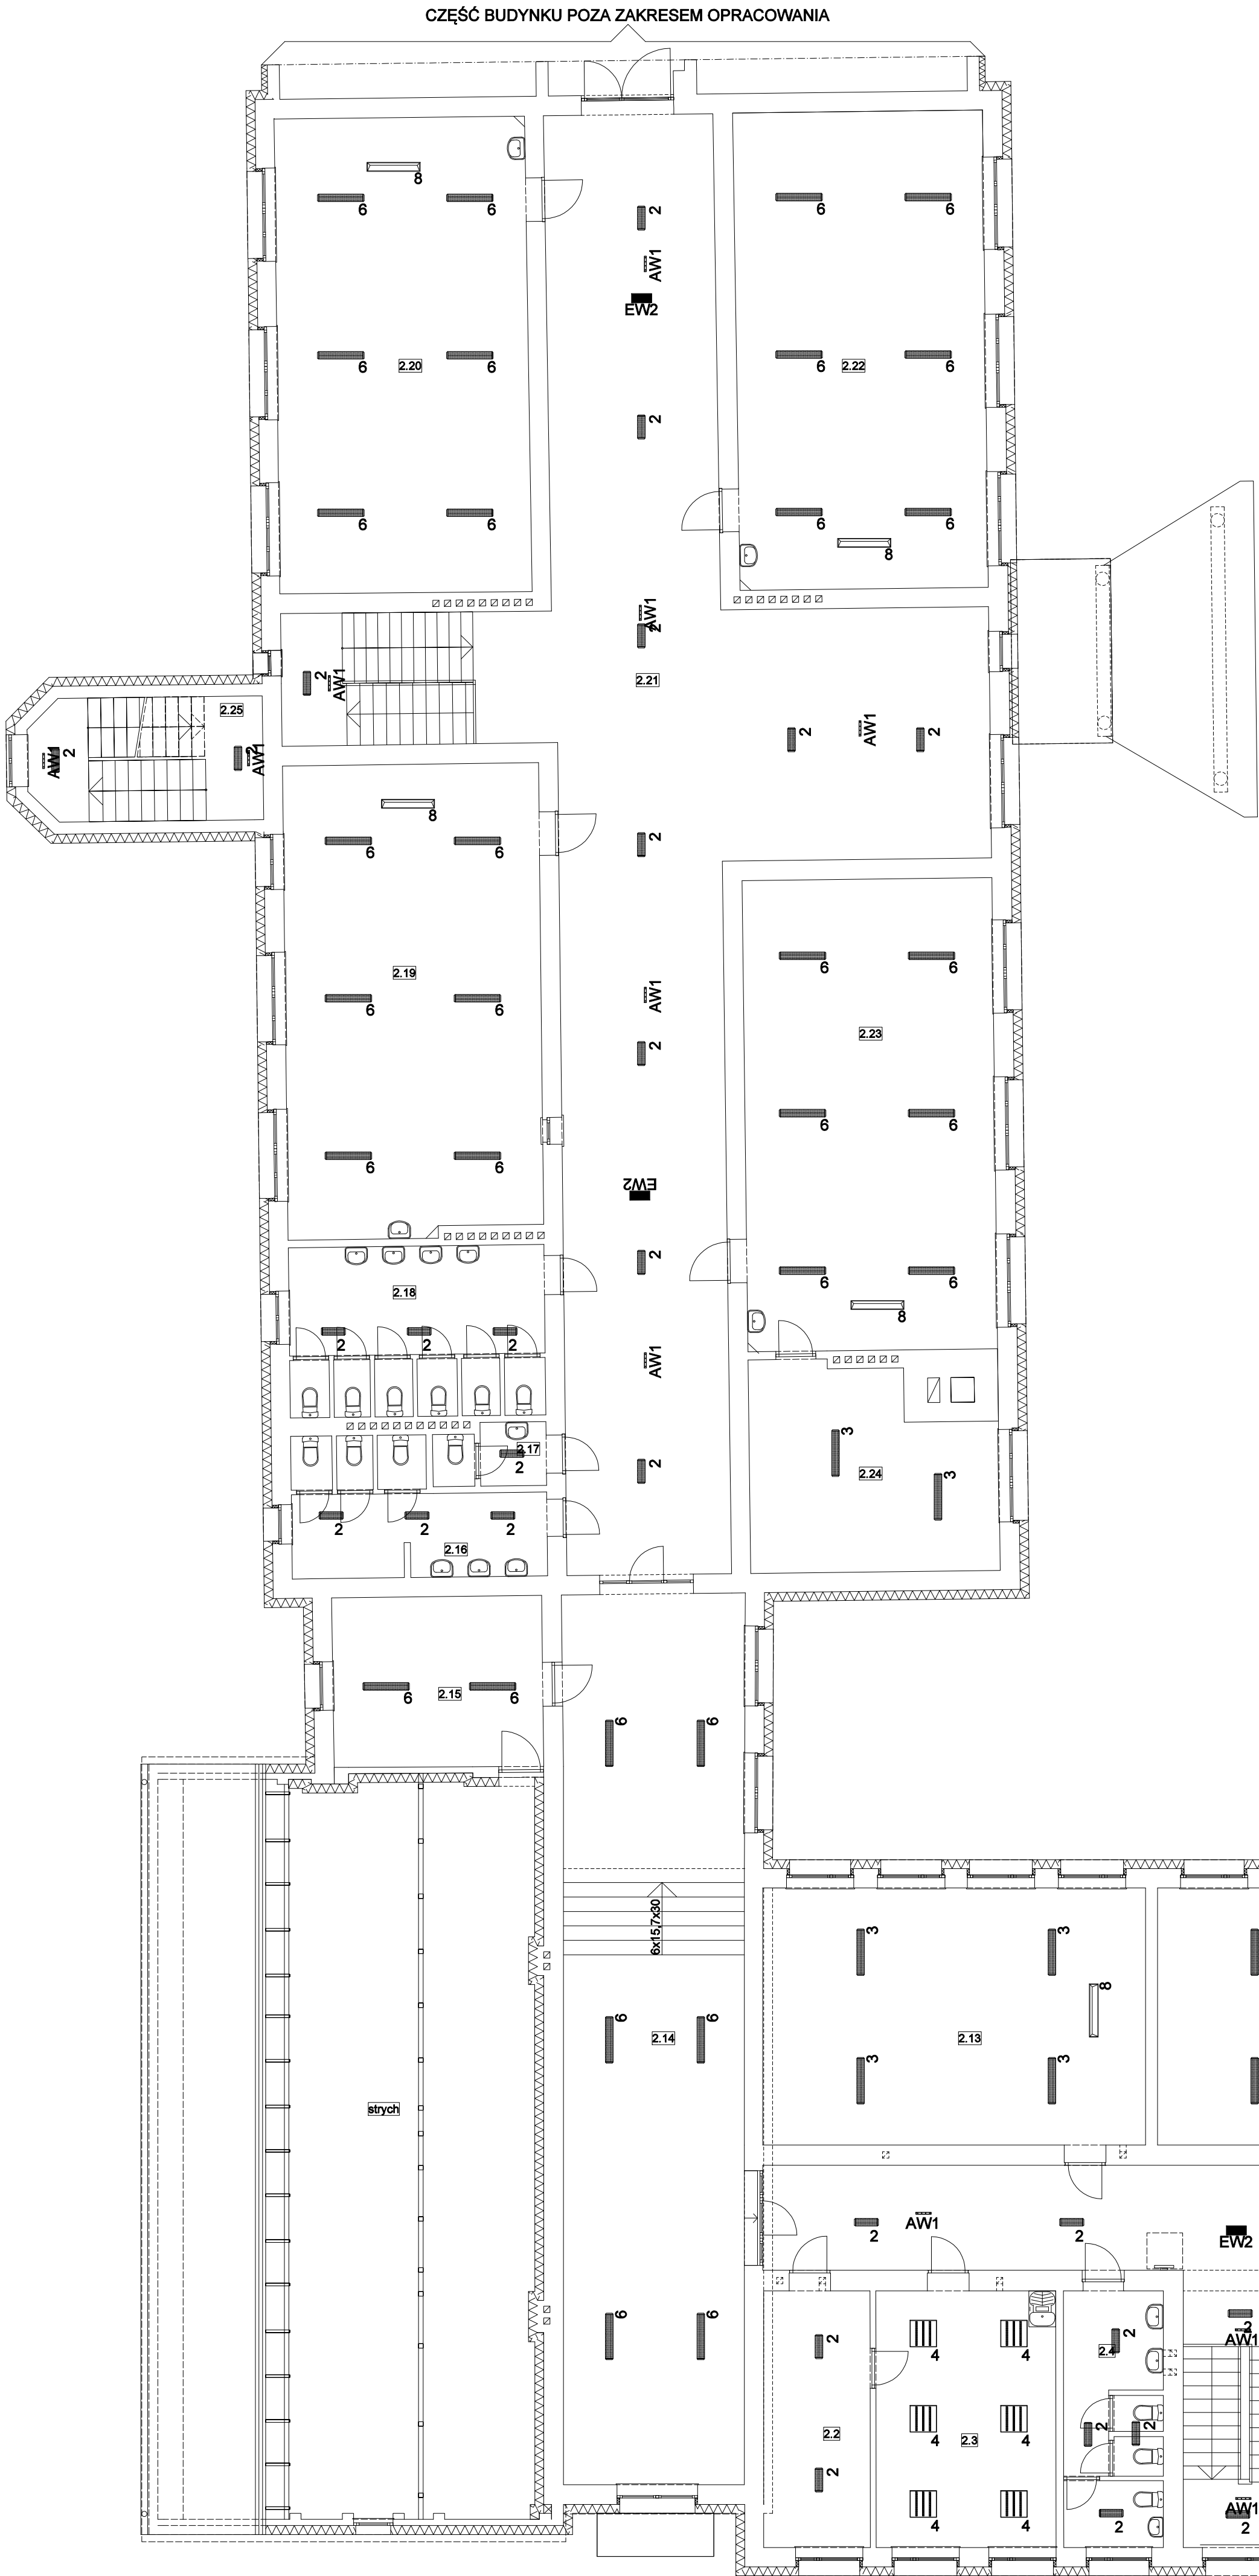 CZĘŚĆ BUDYNKU POZA ZAKRESEM OPRACOWANIA
8
6 6 2 6 6
AW1
EW2
6 2.20 6 6 2.22 6
2
6 6 6 6
8
AW1
2
2 AW1 2.21
2.25
AW1 2 2 AW1 2 AW1 2
8
6 6 2
6 6
2.19 AW1
6 6 2.23
2
6 6
6 6
EW2
2
2.18 6 6
8
2 2 2
AW1
2.17 3
2 2 2.24 3
2 2 2
2.16
6 2.15 6
6 6
6x15,7x30
3 3
8
6 6
2.14 2.13
3 3
strych
2 AW1 2
EW2
6 6 2
2 4 4 2.4 2 AW1
2.2 4 2.3 4 2 2
2
4 4 2 AW1
2